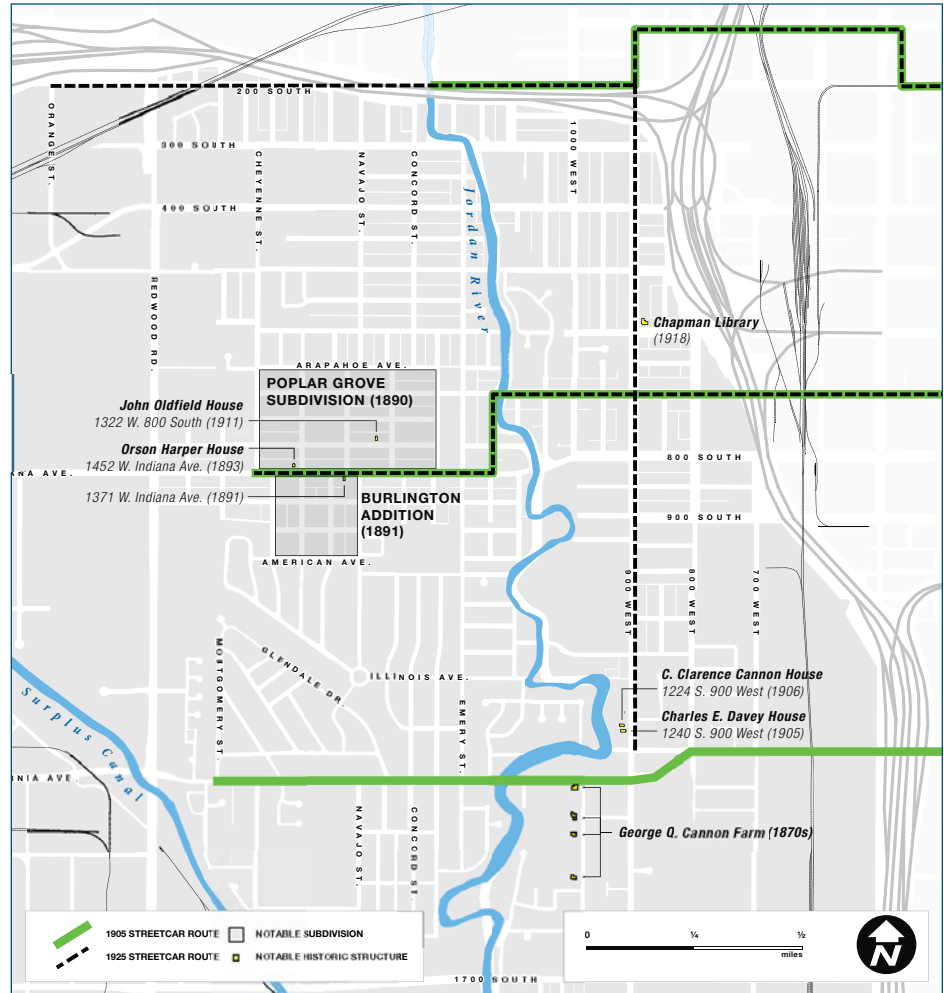 200 SOUTH
ORANGE ST.
300 SOUTH
CHEYENNE ST.
NAVAJO ST.
CONCORD ST.
1000 WEST
400 SOUTH
Jordan River
REDWOOD RD.
Chapman Library
(1918)
ARAPAHOE AVE.
POPLAR GROVE
SUBDIVISION (1890)
John Oldfield House
1322 W. 800 South (1911)
Orson Harper House
1452 W. Indiana Ave. (1893)
NA AVE.
1371 W. Indiana Ave. (1891)
BURLINGTON
ADDITION
(1891)
800 SOUTH
900 SOUTH
AMERICAN AVE.
900 WEST
800 WEST
700 WEST
MONTGOMERY ST.
GLENDALE DR.
ILLINOIS AVE.
EMERY ST.
C. Clarence Cannon House
1224 S. 900 West (1906)
Charles E. Davey House
1240 S. 900 West (1905)
Surplus Canal
RNIA AVE.
NAVAJO ST.
CONCORD ST.
George Q. Cannon Farm (1870s)
1905 STREETCAR ROUTE
NOTABLE SUBDIVISION
1925 STREETCAR ROUTE
NOTABLE HISTORIC STRUCTURE
0 ¼ ½
miles
N
1700 SOUTH